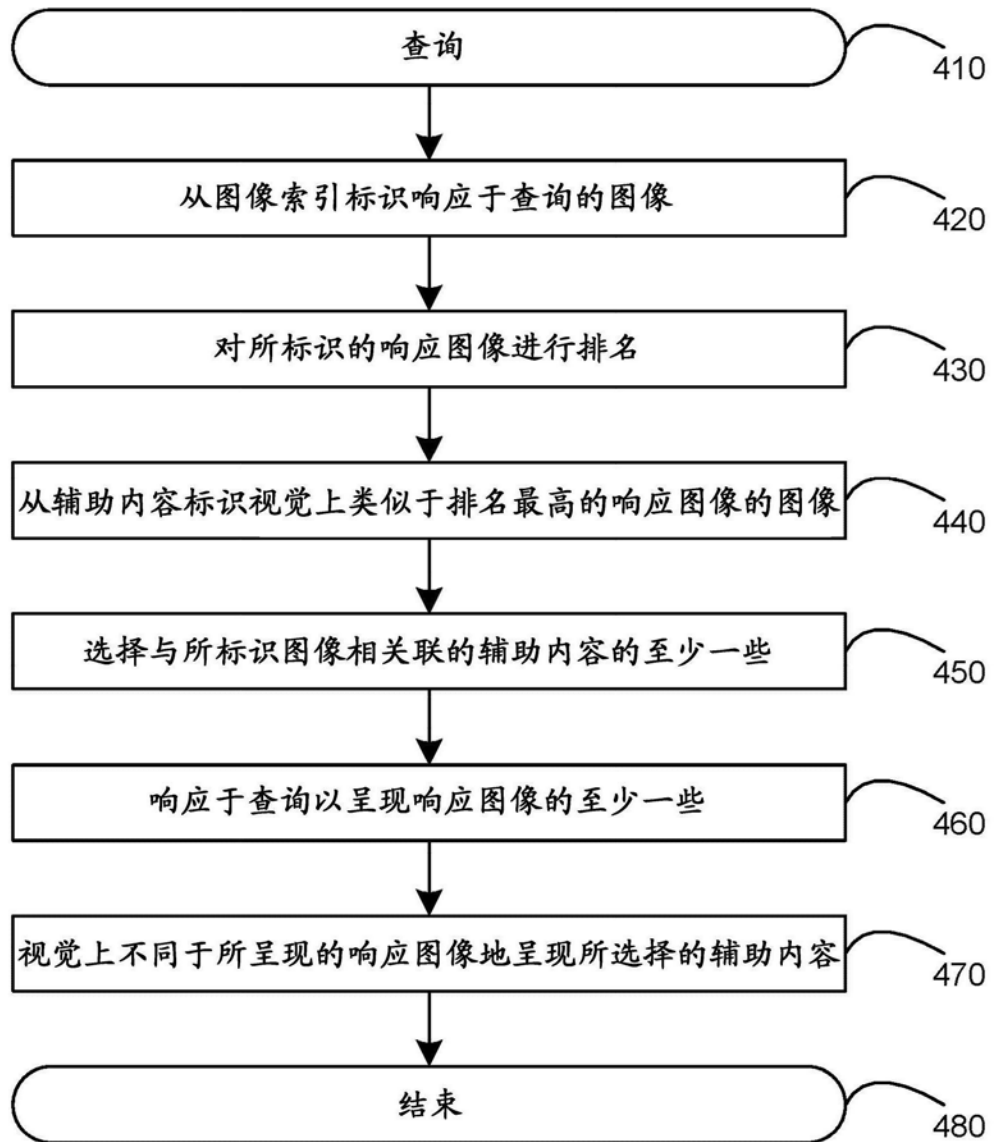 查询
410
从图像索引标识响应于查询的图像
420
对所标识的响应图像进行排名
430
从辅助内容标识视觉上类似于排名最高的响应图像的图像
440
选择与所标识图像相关联的辅助内容的至少一些
450
响应于查询以呈现响应图像的至少一些
460
视觉上不同于所呈现的响应图像地呈现所选择的辅助内容
470
结束
480